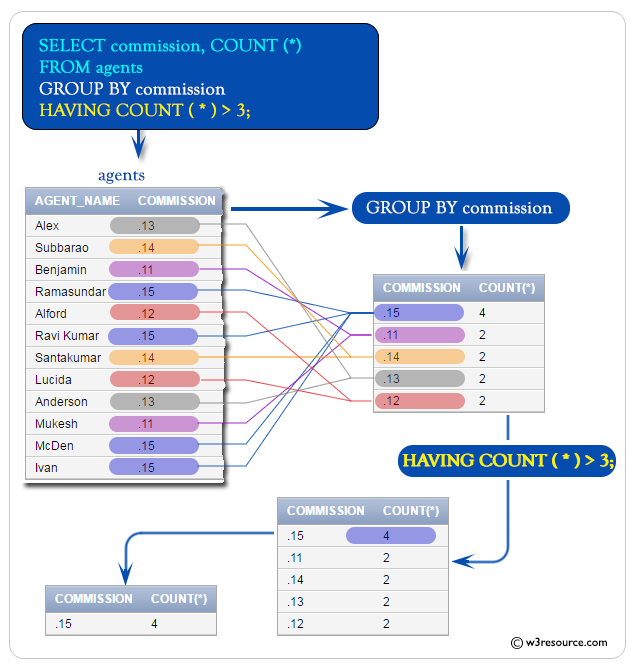 SELECT commission, COUNT (*)
FROM agents
GROUP BY commission
HAVING COUNT ( * ) > 3;
agents
AGENT_NAME COMMISSION
Alex .13
Subbarao .14
Benjamin .11
Ramasundar .15
Alford .12
Ravi Kumar .15
Santakumar .14
Lucida .12
Anderson .13
Mukesh .11
McDen .15
Ivan .15
GROUP BY commission
COMMISSION COUNT(*)
.15 4
.11 2
.14 2
.13 2
.12 2
HAVING COUNT ( * ) > 3;
COMMISSION COUNT(*)
.15 4
.11 2
.14 2
.13 2
.12 2
COMMISSION COUNT(*)
.15 4
© w3resource.com